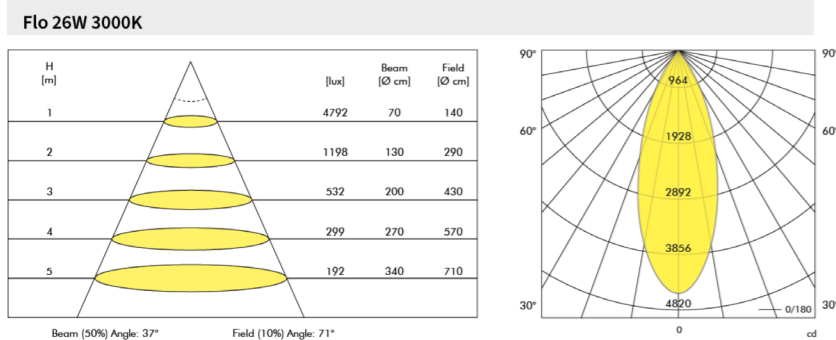 Flo 26W 3000K
H [m] [lux] Beam [Ø cm] Field [Ø cm]
1 4792 70 140
2 1198 130 290
3 532 200 430
4 299 270 570
5 192 340 710
Beam (50%) Angle: 37° Field (10%) Angle: 71°
90° 90°
964
60° 1928 60°
2892
3856
30° 4820 0/180 30°
0 cd